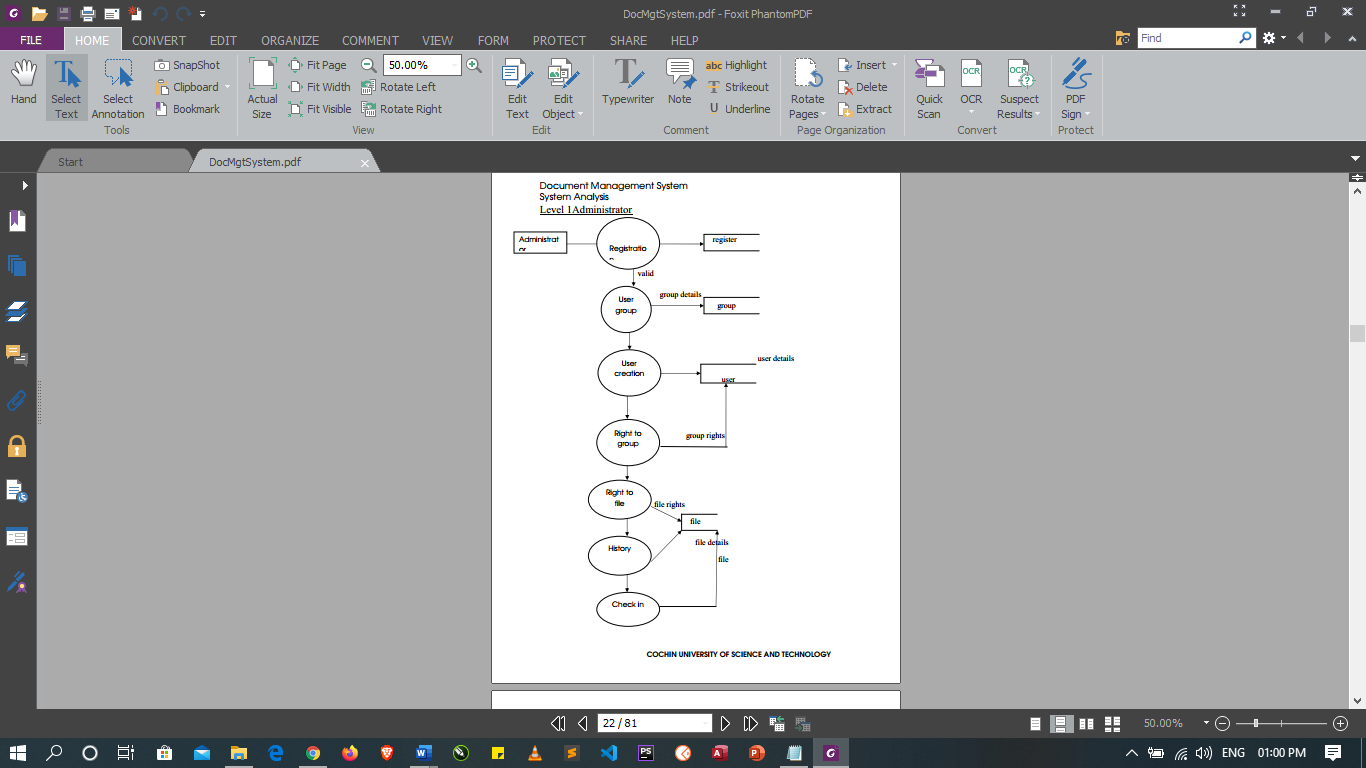 DocMgtSystem.pdf - Foxit PhantomPDF
FILE HOME CONVERT EDIT ORGANIZE COMMENT VIEW FORM PROTECT SHARE HELP
Find
Hand
Select Text
Select Annotation
SnapShot
Clipboard
Bookmark
Tools
Actual Size
Fit Page
Fit Width
Fit Visible
50.00%
Rotate Left
Rotate Right
View
Edit Text
Edit Object
Edit
Typewriter
Note
abc Highlight
Strikeout
Underline
Comment
Rotate Pages
Insert
Delete
Extract
Page Organization
Quick Scan
OCR
OCR
OCR
Suspect Results
Convert
PDF Sign
Protect
Start
DocMgtSystem.pdf
Document Management System
System Analysis
Level 1Administrator
Administrat
or
Registratio
n
register
valid
User
group
group details
group
User
creation
user details
user
Right to
group
group rights
Right to
file
file rights
file
History
file details
file
Check in
COCHIN UNIVERSITY OF SCIENCE AND TECHNOLOGY
22 / 81
50.00%
ENG
01:00 PM